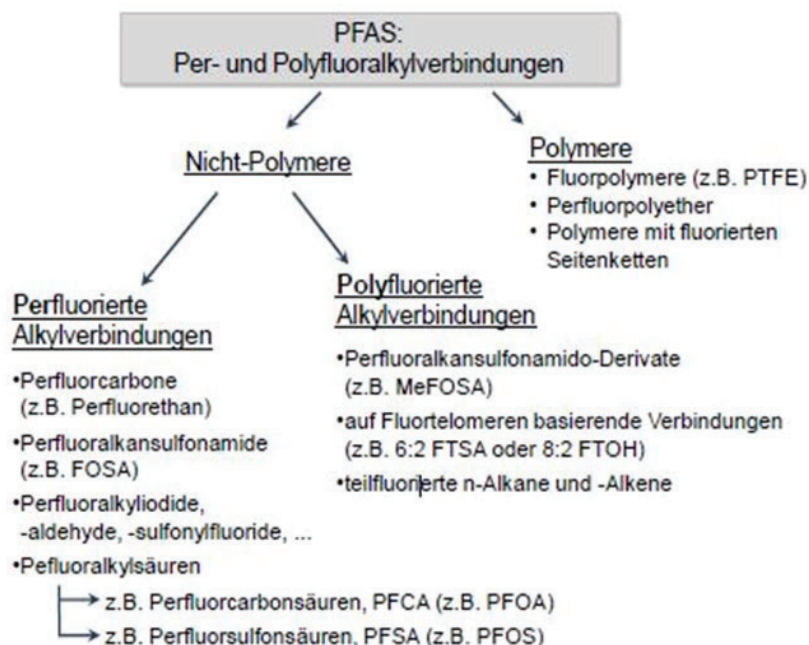 PFAS:
Per- und Polyfluoralkylverbindungen
Nicht-Polymere
Polymere
• Fluorpolymere (z.B. PTFE)
• Perfluorpolyether
• Polymere mit fluorierten
Seitenketten
Perfluorierte
Alkylverbindungen
•Perfluorcarbone
(z.B. Perfluorethan)
•Perfluoralkansulfonamide
(z.B. FOSA)
•Perfluoralkyliodide,
-aldehyde, -sulfonylfluoride, ...
•Pefluoralkylsäuren
z.B. Perfluorcarbonsäuren, PFCA (z.B. PFOA)
z.B. Perfluorsulfonsäuren, PFSA (z.B. PFOS)
Polyfluorierte
Alkylverbindungen
•Perfluoralkansulfonamido-Derivate
(z.B. MeFOSA)
•auf Fluortelomeren basierende Verbindungen
(z.B. 6:2 FTSA oder 8:2 FTOH)
•teilfluorierte n-Alkane und -Alkene